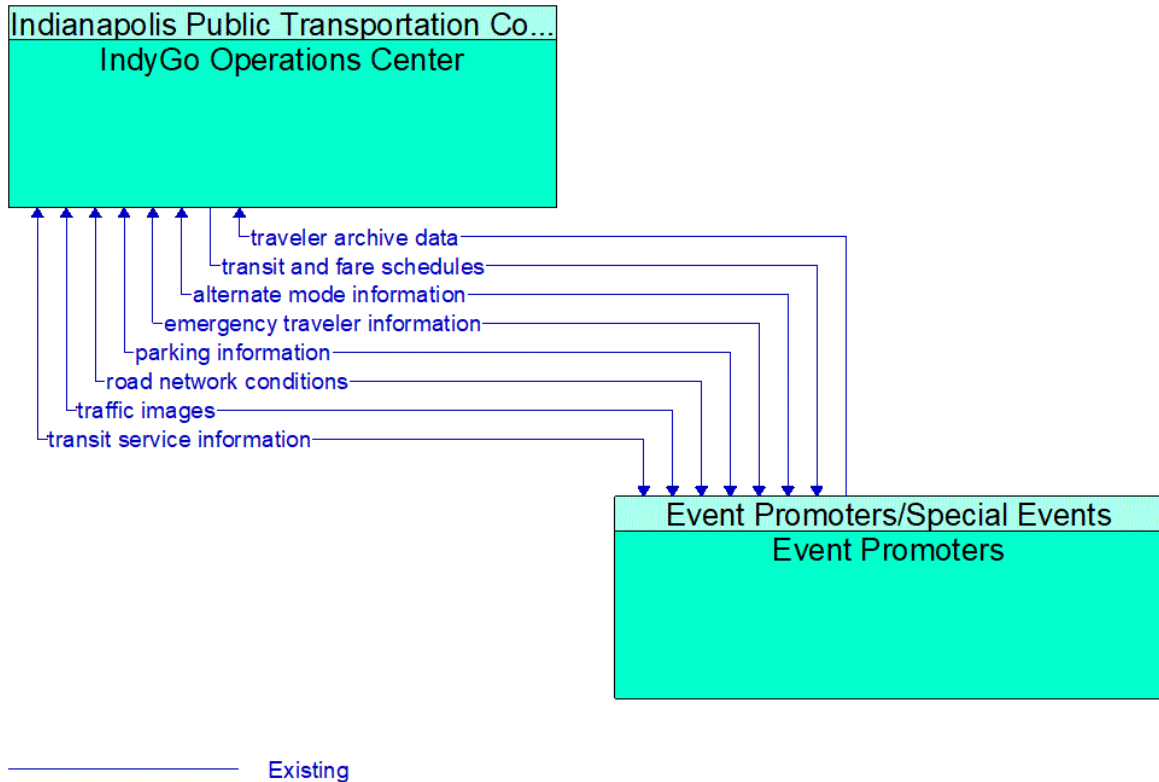 Indianapolis Public Transportation Co...
IndyGo Operations Center
traveler archive data
transit and fare schedules
alternate mode information
emergency traveler information
parking information
road network conditions
traffic images
transit service information
Event Promoters/Special Events
Event Promoters
Existing